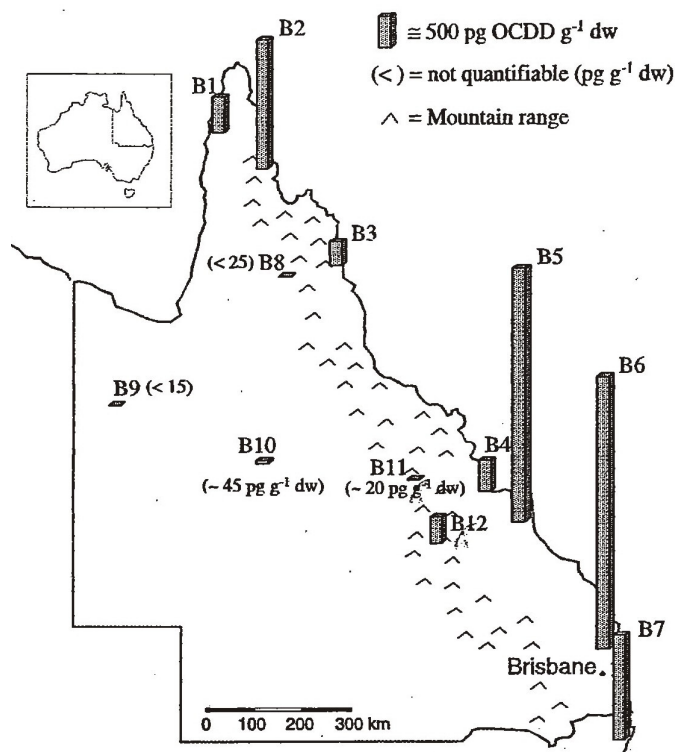 B2
≅ 500 pg OCDD g⁻¹ dw
(<) = not quantifiable (pg g⁻¹ dw)
B1
^ = Mountain range
B3
(< 25) B8
B5
B6
B9 (< 15)
B10
(~ 45 pg g⁻¹ dw)
B11
(~ 20 pg g⁻¹ dw)
B4
B12
B7
Brisbane
0 100 200 300 km